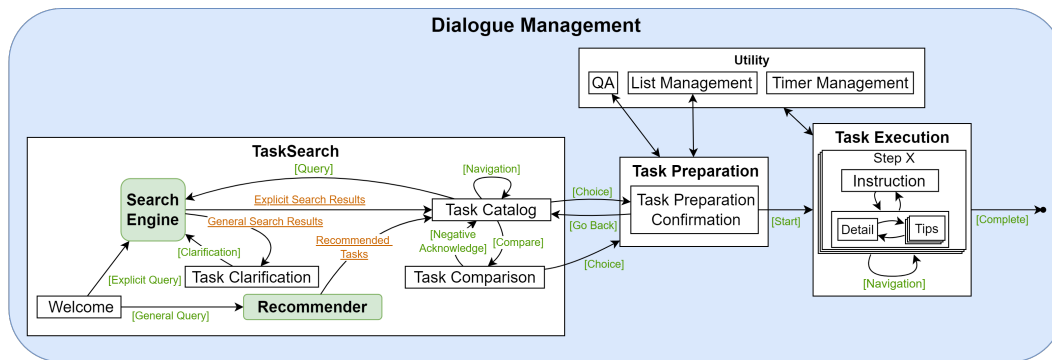 Dialogue Management
Utility
QA
List Management
Timer Management
TaskSearch
[Query]
[Navigation]
Search
Engine
Explicit Search Results
General Search Results
Task Catalog
[Clarification]
Recommended
Tasks
[Negative
Acknowledge]
[Compare]
Task Clarification
Task Comparison
[Explicit Query]
Welcome
[General Query]
Recommender
[Choice]
[Go Back]
[Choice]
Task Preparation
Task Preparation
Confirmation
[Start]
Task Execution
Step X
Instruction
Detail
Tips
[Navigation]
[Complete]